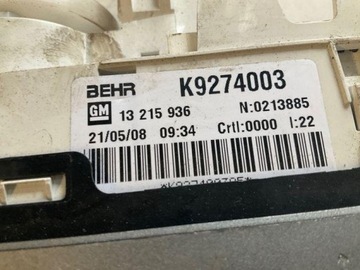 BEHR K9274003
GM 13 215 936 N:0213885
21/05/08 09:34 Crtl:0000 I:22